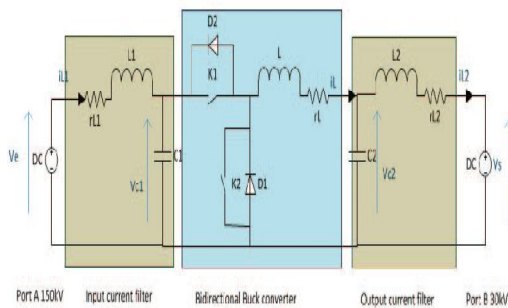 D2
L1
L
L2
iL1
K1
iL
iL2
rL1
rL
rL2
Ve
DC
C1
Vc1
K2
D1
C2
Vc2
DC
Vs
Port A 150kV
Input current filter
Bidirectional Buck converter
Output current filter
Port B 30kV